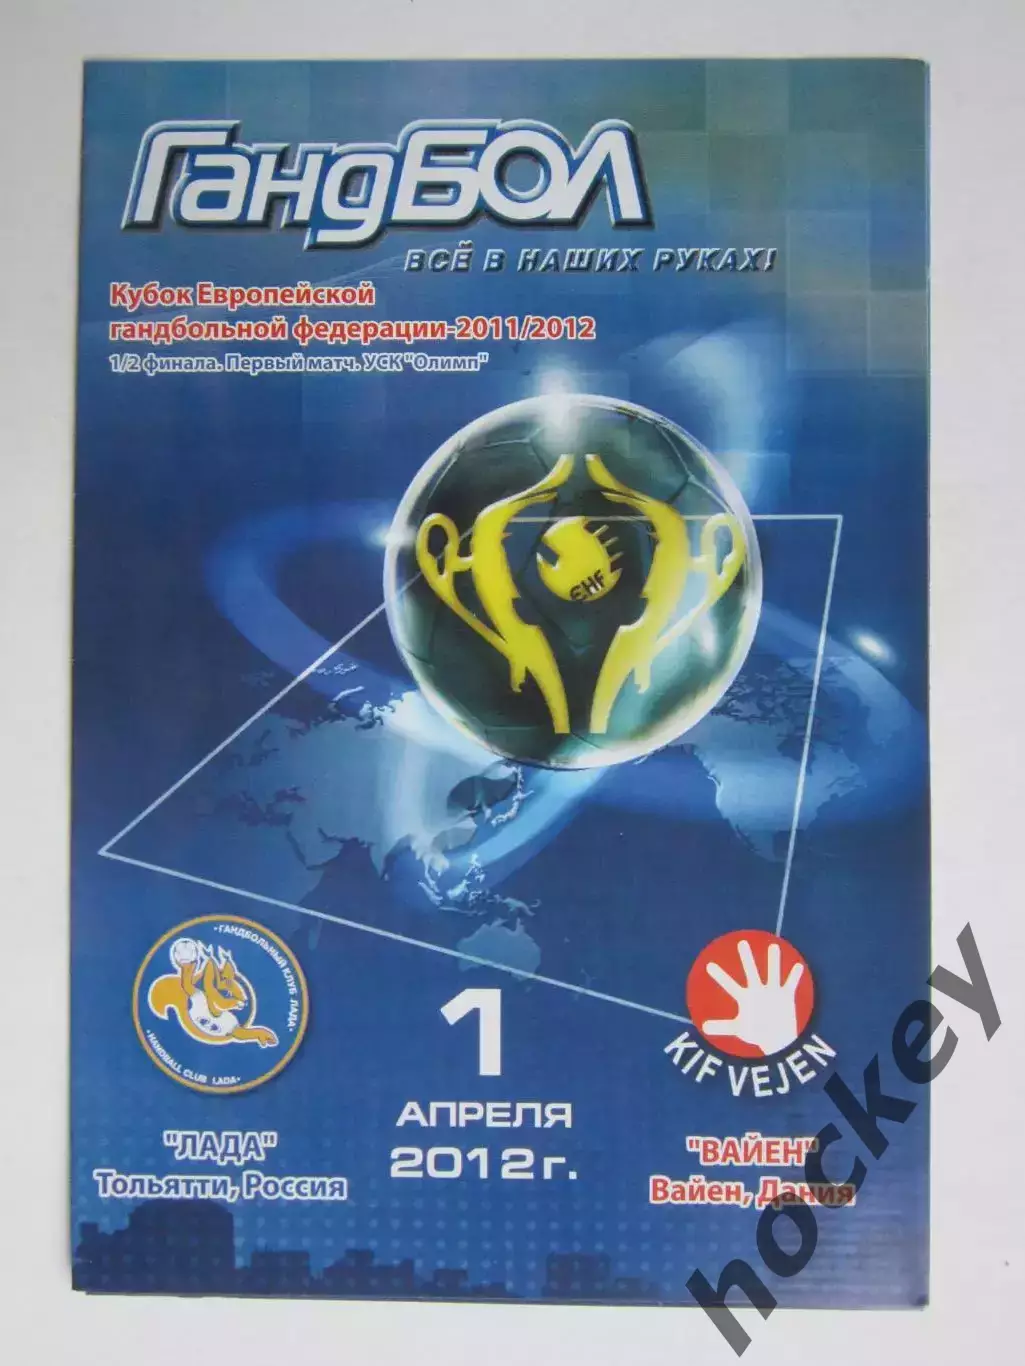 ГандБОЛ
ВСЁ В НАШИХ РУКАХ!
Кубок Европейской
гандбольной федерации-2011/2012
1/2 финала. Первый матч. УСК "Олимп"
EHF
• ГАНДБОЛЬНЫЙ КЛУБ ЛАДА •
HANDBALL CLUB LADA
KIF VEJEN
1
АПРЕЛЯ
2012 г.
"ЛАДА"
Тольятти, Россия
"ВАЙЕН"
Вайен, Дания
hockey